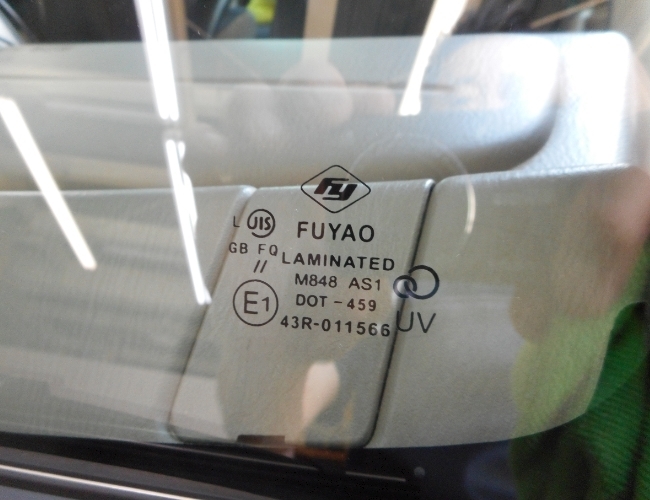 fy
L JIS FUYAO
GB FQ LAMINATED
//
M848 AS1
DOT-459
E1
43R-011566
UV